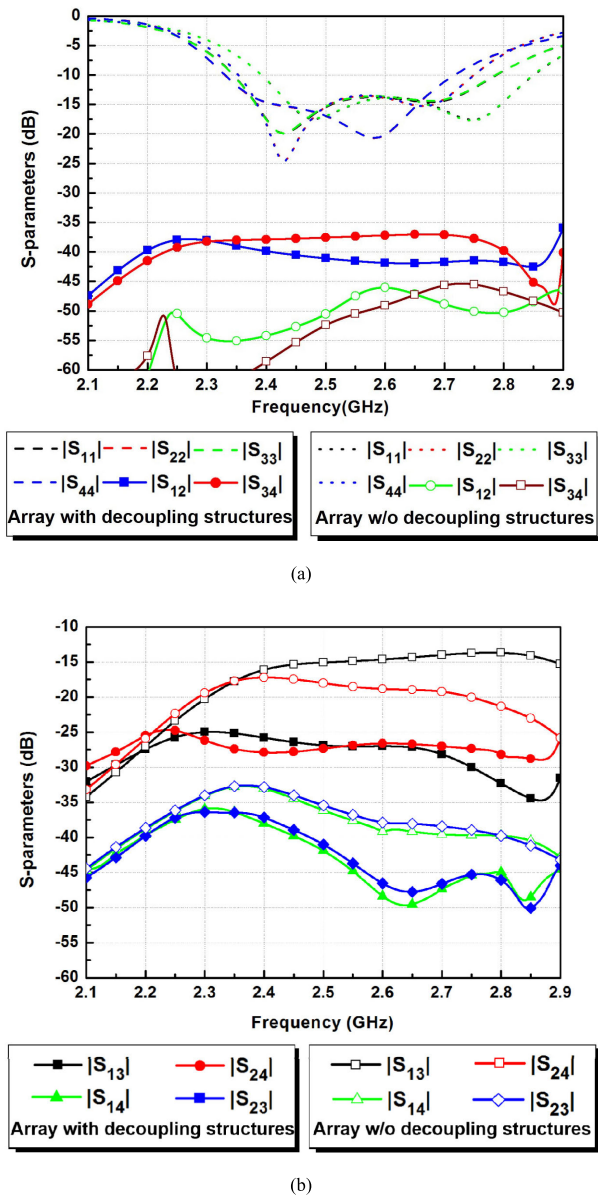 0
-5
-10
-15
-20
-25
-30
-35
-40
-45
-50
-55
-60
S-parameters (dB)
2.1 2.2 2.3 2.4 2.5 2.6 2.7 2.8 2.9
Frequency(GHz)
|S11| |S22| |S33|
|S44| |S12| |S34|
Array with decoupling structures
|S11| |S22| |S33|
|S44| |S12| |S34|
Array w/o decoupling structures
(a)
-10
-15
-20
-25
-30
-35
-40
-45
-50
-55
-60
S-parameters (dB)
2.1 2.2 2.3 2.4 2.5 2.6 2.7 2.8 2.9
Frequency (GHz)
|S13| |S24|
|S14| |S23|
Array with decoupling structures
|S13| |S24|
|S14| |S23|
Array w/o decoupling structures
(b)